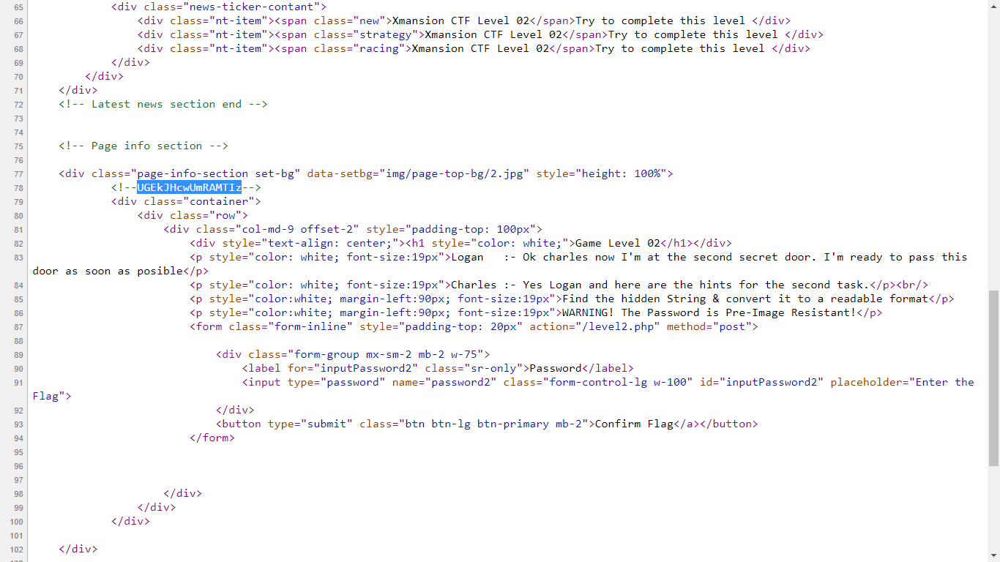 65 <div class="news-ticker-contant">
66 <div class="nt-item"><span class="new">Xmansion CTF Level 02</span>Try to complete this level </div>
67 <div class="nt-item"><span class="strategy">Xmansion CTF Level 02</span>Try to complete this level </div>
68 <div class="nt-item"><span class="racing">Xmansion CTF Level 02</span>Try to complete this level </div>
69 </div>
70 </div>
71 </div>
72 <!-- Latest news section end -->
73
74
75 <!-- Page info section -->
76
77 <div class="page-info-section set-bg" data-setbg="img/page-top-bg/2.jpg" style="height: 100%">
78 <!--UGEkJHcwUmRAMTIz-->
79 <div class="container">
80 <div class="row">
81 <div class="col-md-9 offset-2" style="padding-top: 100px">
82 <div style="text-align: center;"><h1 style="color: white;">Game Level 02</h1></div>
83 <p style="color: white; font-size:19px">Logan   :- Ok charles now I'm at the second secret door. I'm ready to pass this
door as soon as posible</p>
84 <p style="color: white; font-size:19px">Charles :- Yes Logan and here are the hints for the second task.</p><br/>
85 <p style="color:white; margin-left:90px; font-size:19px">Find the hidden String & convert it to a readable format</p>
86 <p style="color:white; margin-left:90px; font-size:19px">WARNING! The Password is Pre-Image Resistant!</p>
87 <form class="form-inline" style="padding-top: 20px" action="/level2.php" method="post">
88
89 <div class="form-group mx-sm-2 mb-2 w-75">
90 <label for="inputPassword2" class="sr-only">Password</label>
91 <input type="password" name="password2" class="form-control-lg w-100" id="inputPassword2" placeholder="Enter the
Flag">
92 </div>
93 <button type="submit" class="btn btn-lg btn-primary mb-2">Confirm Flag</a></button>
94 </form>
95
96
97
98 </div>
99 </div>
100 </div>
101
102 </div>